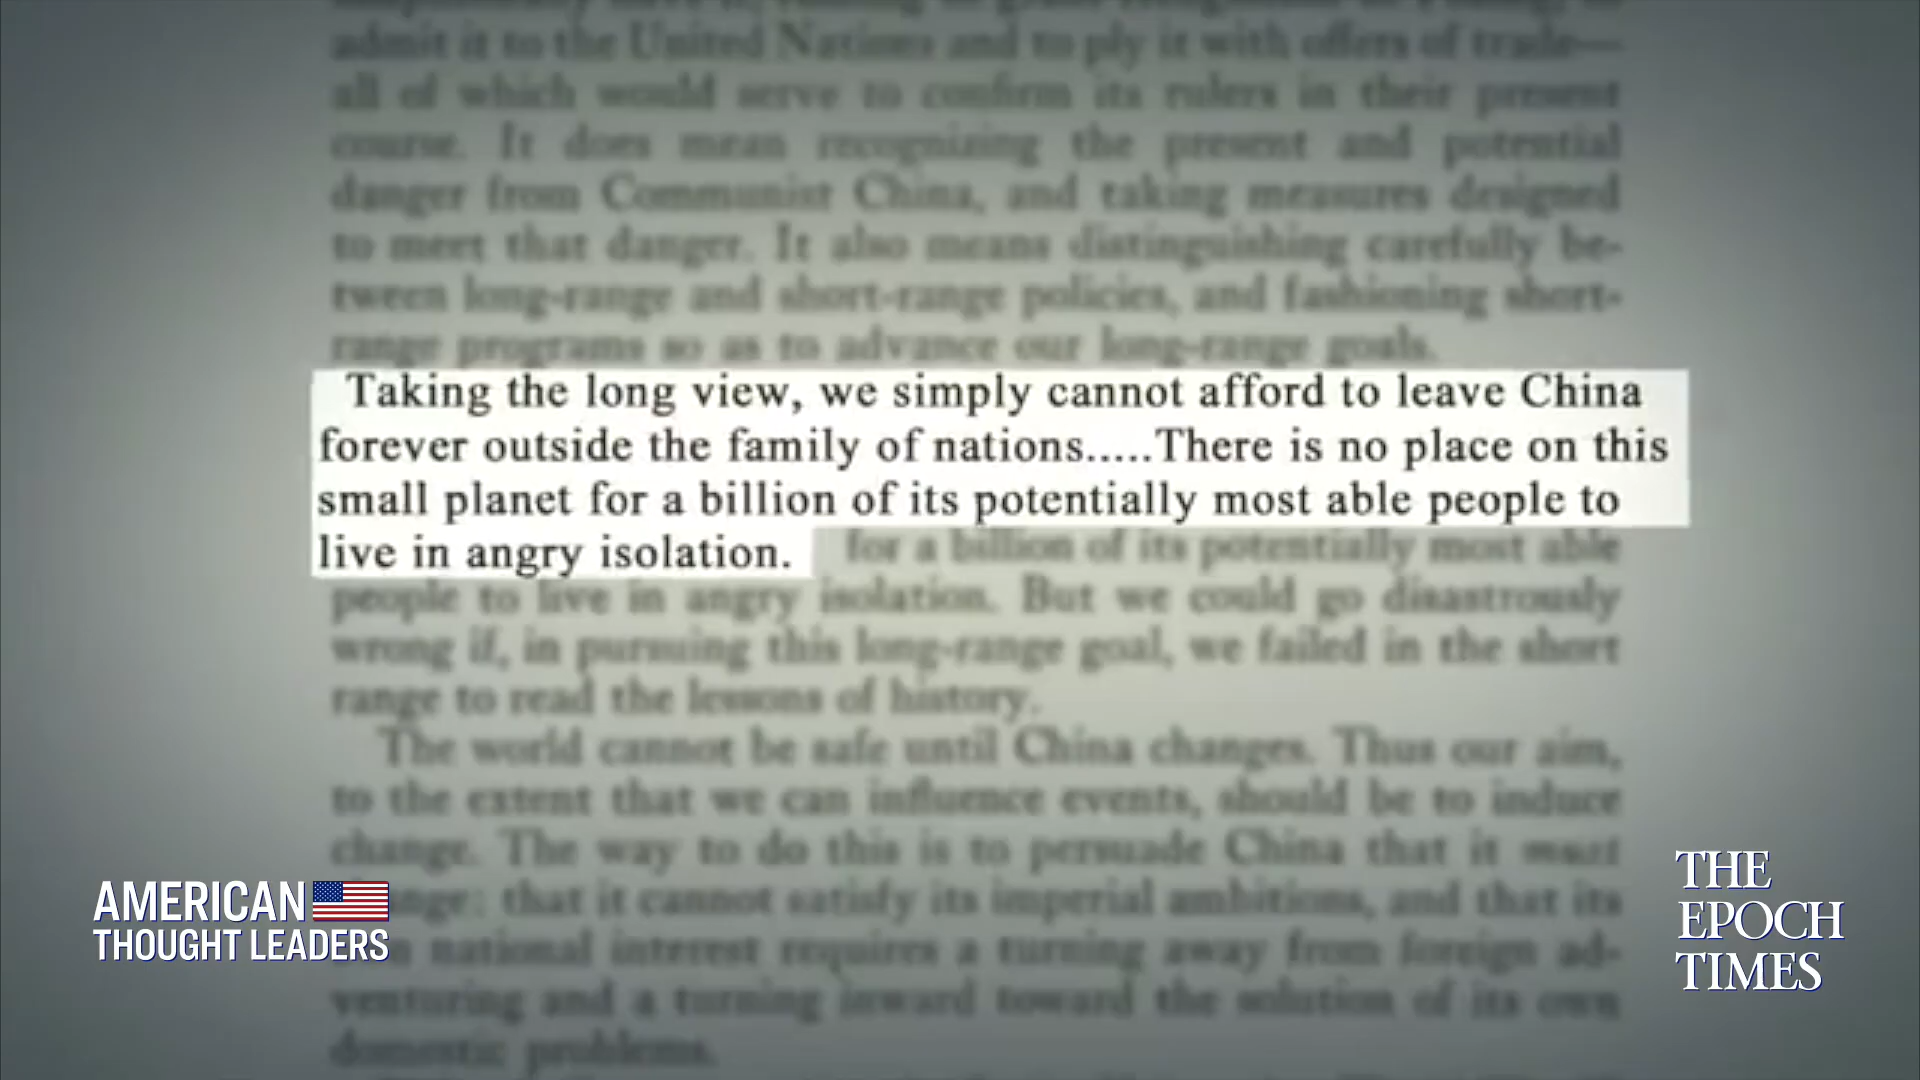 admit it to the United Nations and to ply it with offers of trade—
all of which would serve to confirm its rulers in their present
course. It does mean recognizing the present and potential
danger from Communist China, and taking measures designed
to meet that danger. It also means distinguishing carefully be-
tween long-range and short-range policies, and fashioning short-
range programs so as to advance our long-range goals.
Taking the long view, we simply cannot afford to leave China
forever outside the family of nations.....There is no place on this
small planet for a billion of its potentially most able people to
live in angry isolation. for a billion of its potentially most able
people to live in angry isolation. But we could go disastrously
wrong if, in pursuing this long-range goal, we failed in the short
range to read the lessons of history.
The world cannot be safe until China changes. Thus our aim,
to the extent that we can influence events, should be to induce
change. The way to do this is to persuade China that it must
: that it cannot satisfy its imperial ambitions, and that its
national interest requires a turning away from foreign ad-
venturing and a turning inward toward the solution of its own
domestic problems.
AMERICAN
THOUGHT LEADERS
THE
EPOCH
TIMES